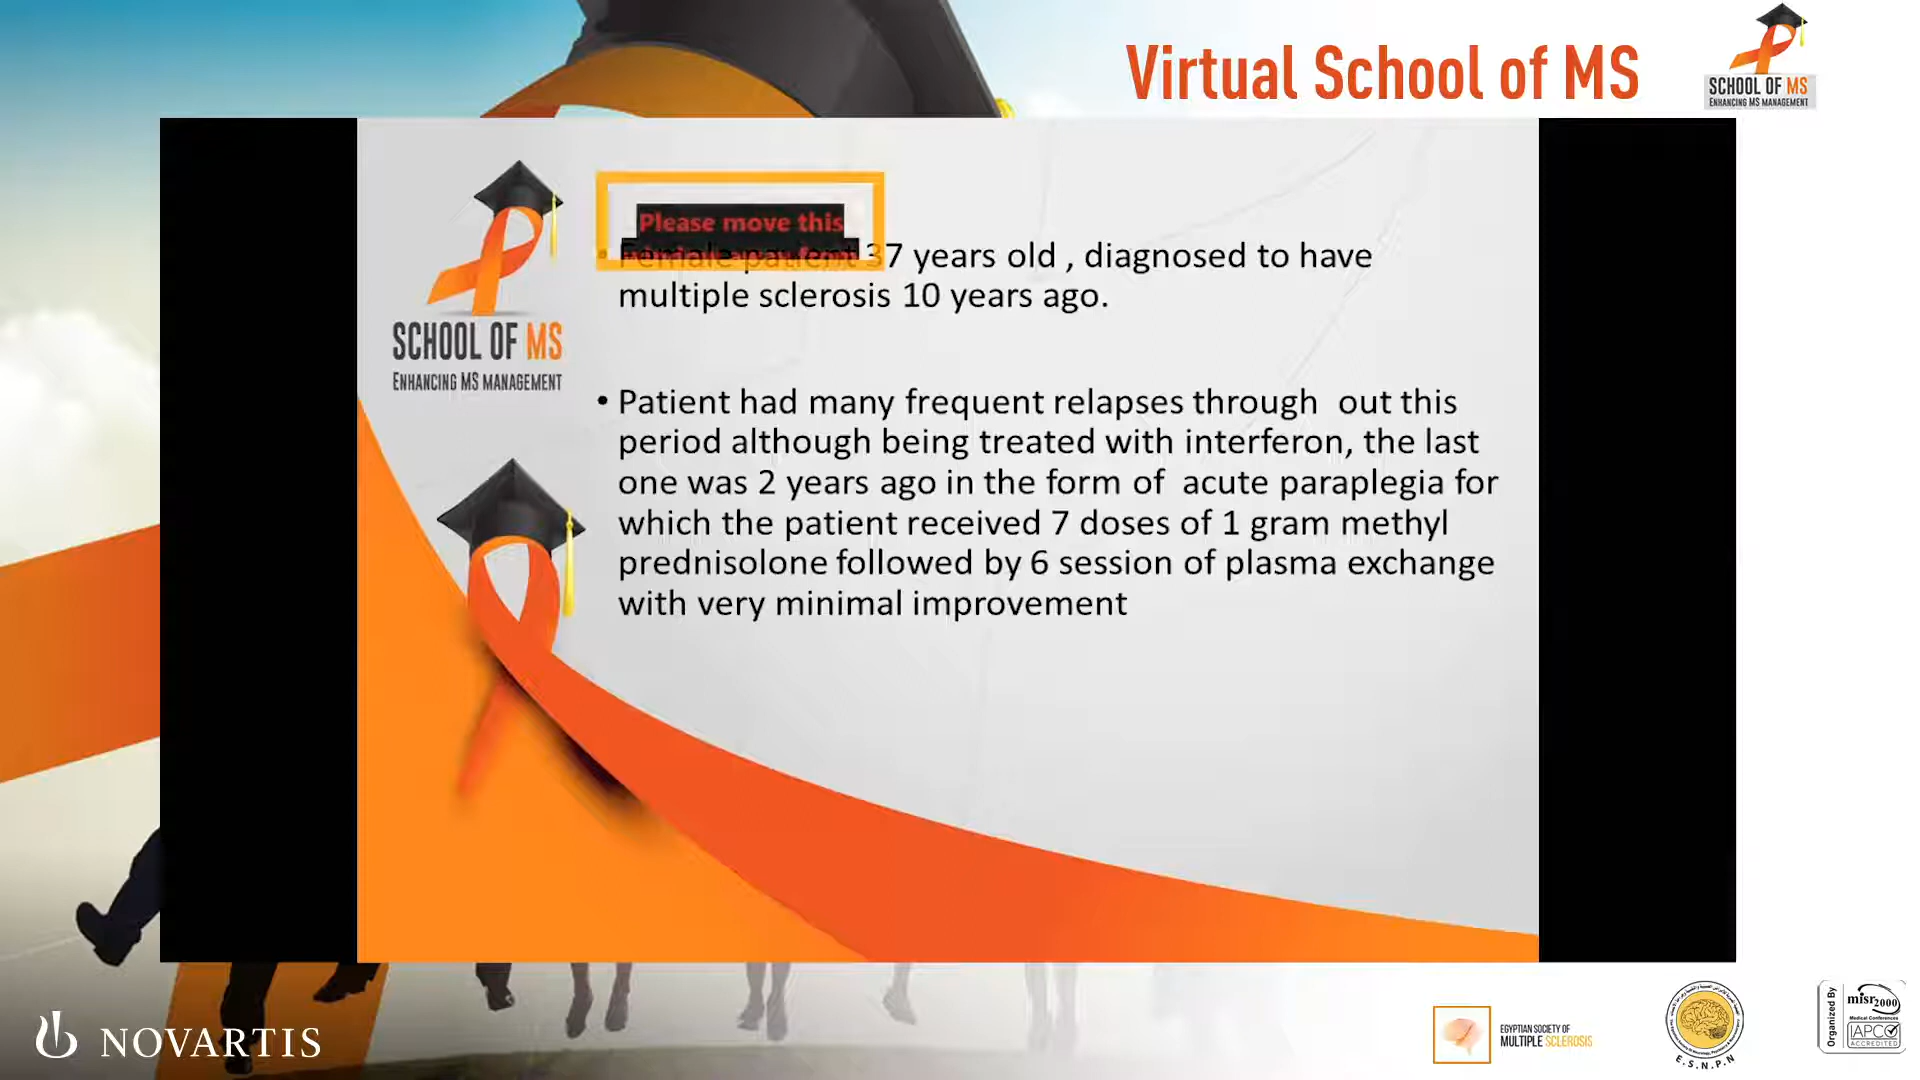 Virtual School of MS
SCHOOL OF MS
ENHANCING MS MANAGEMENT
Please move this
• Female patient 37 years old , diagnosed to have
multiple sclerosis 10 years ago.
SCHOOL OF MS
ENHANCING MS MANAGEMENT
• Patient had many frequent relapses through out this
period although being treated with interferon, the last
one was 2 years ago in the form of acute paraplegia for
which the patient received 7 doses of 1 gram methyl
prednisolone followed by 6 session of plasma exchange
with very minimal improvement
NOVARTIS
EGYPTIAN SOCIETY OF
MULTIPLE SCLEROSIS
E.S.N.P.N
Organized By
misr2000
Medical Conferences
IAPCO
ACCREDITED